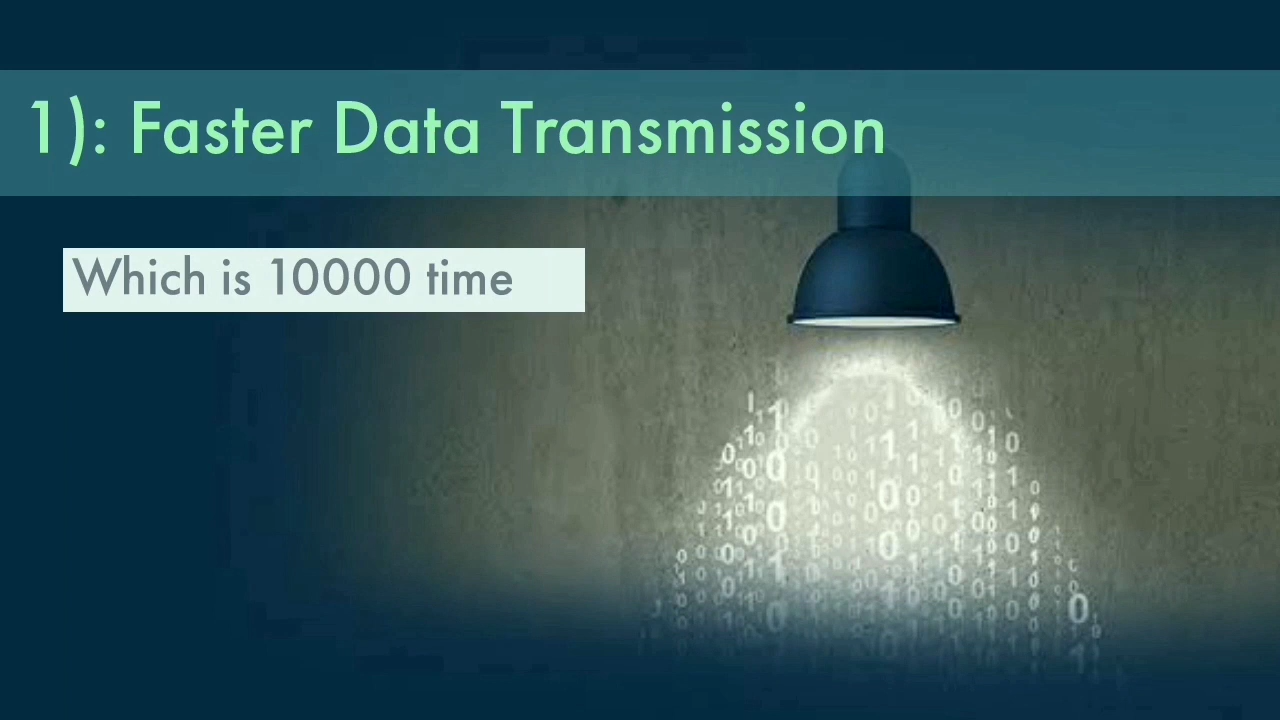 1): Faster Data Transmission
Which is 10000 time